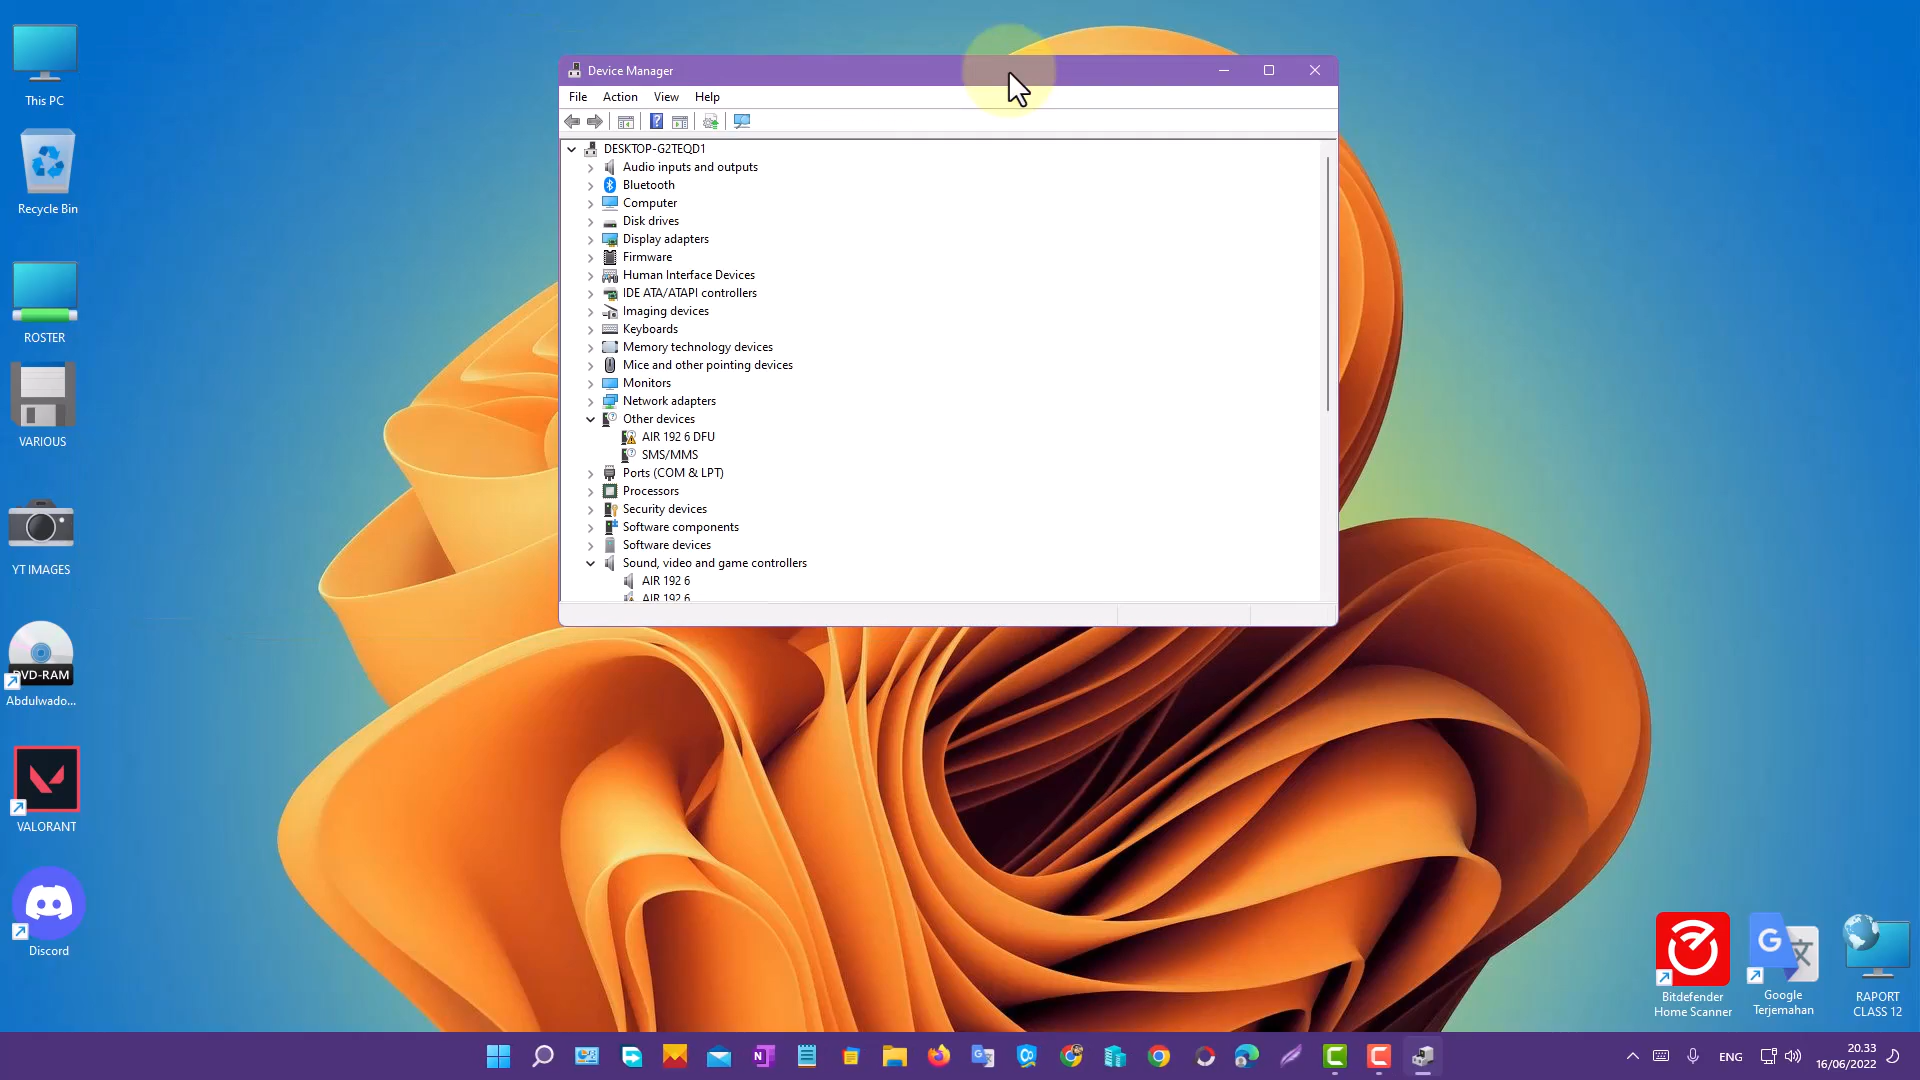 This PC
Recycle Bin
ROSTER
VARIOUS
YT IMAGES
DVD-RAM
Abdulwado...
VALORANT
Discord
Device Manager
File Action View Help
DESKTOP-G2TEQD1
Audio inputs and outputs
Bluetooth
Computer
Disk drives
Display adapters
Firmware
Human Interface Devices
IDE ATA/ATAPI controllers
Imaging devices
Keyboards
Memory technology devices
Mice and other pointing devices
Monitors
Network adapters
Other devices
AIR 192 6 DFU
SMS/MMS
Ports (COM & LPT)
Processors
Security devices
Software components
Software devices
Sound, video and game controllers
AIR 192 6
AIR 192 6
Bitdefender
Home Scanner
Google
Terjemahan
RAPORT
CLASS 12
ENG
20.33
16/06/2022